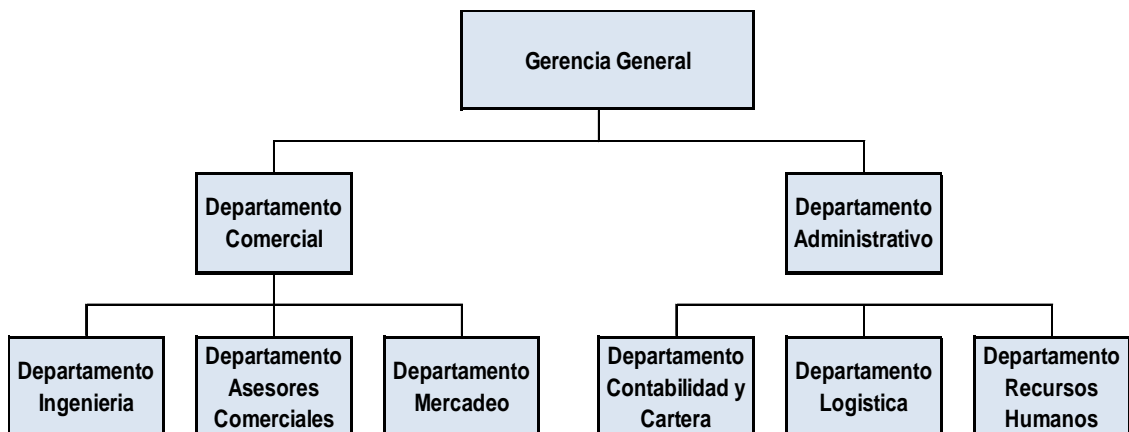 Gerencia General
Departamento
Comercial
Departamento
Administrativo
Departamento
Ingenieria
Departamento
Asesores
Comerciales
Departamento
Mercadeo
Departamento
Contabilidad y
Cartera
Departamento
Logistica
Departamento
Recursos
Humanos